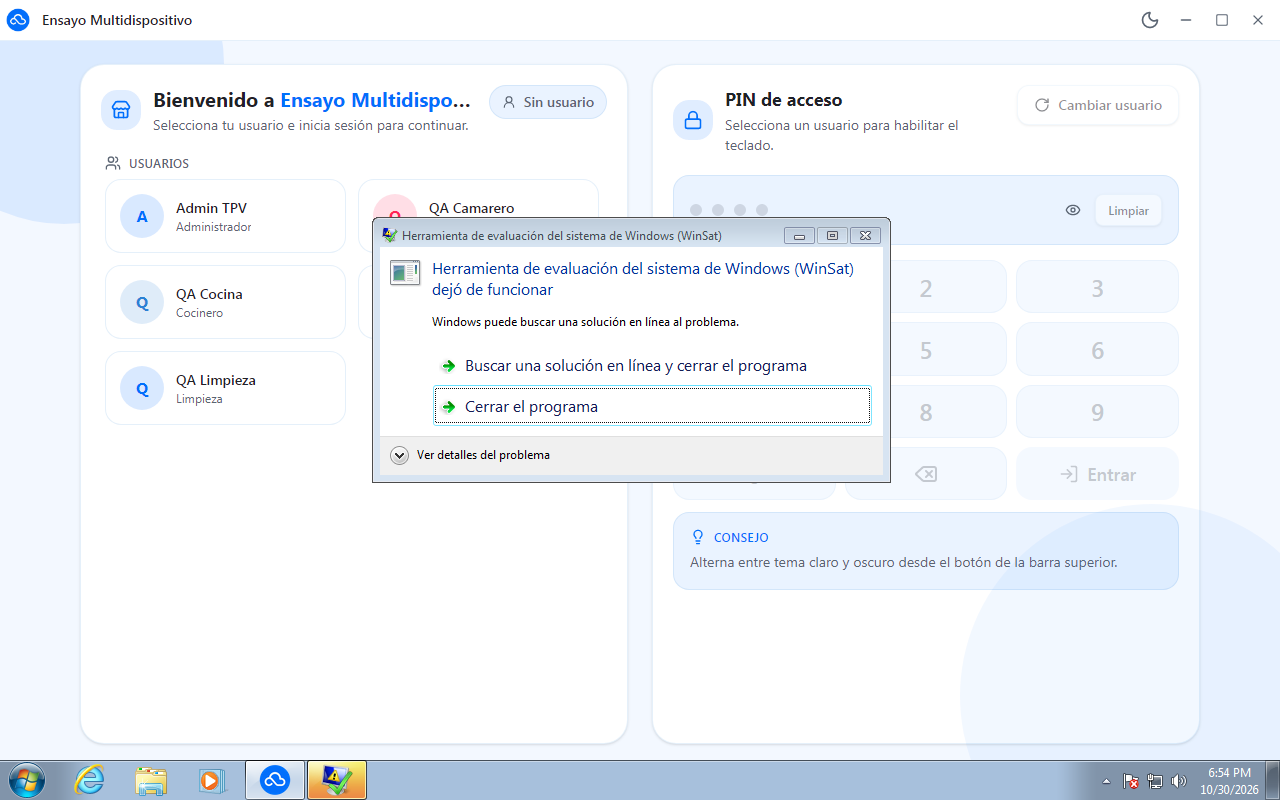 Ensayo Multidispositivo
Bienvenido a Ensayo Multidispo...
Sin usuario
Selecciona tu usuario e inicia sesión para continuar.
USUARIOS
A
Admin TPV
Administrador
QA Camarero
Q
QA Cocina
Cocinero
Q
QA Limpieza
Limpieza
PIN de acceso
Selecciona un usuario para habilitar el
teclado.
Cambiar usuario
Limpiar
2
3
5
6
8
9
Entrar
CONSEJO
Alterna entre tema claro y oscuro desde el botón de la barra superior.
Herramienta de evaluación del sistema de Windows (WinSat)
Herramienta de evaluación del sistema de Windows (WinSat)
dejó de funcionar
Windows puede buscar una solución en línea al problema.
Buscar una solución en línea y cerrar el programa
Cerrar el programa
Ver detalles del problema
6:54 PM
10/30/2026